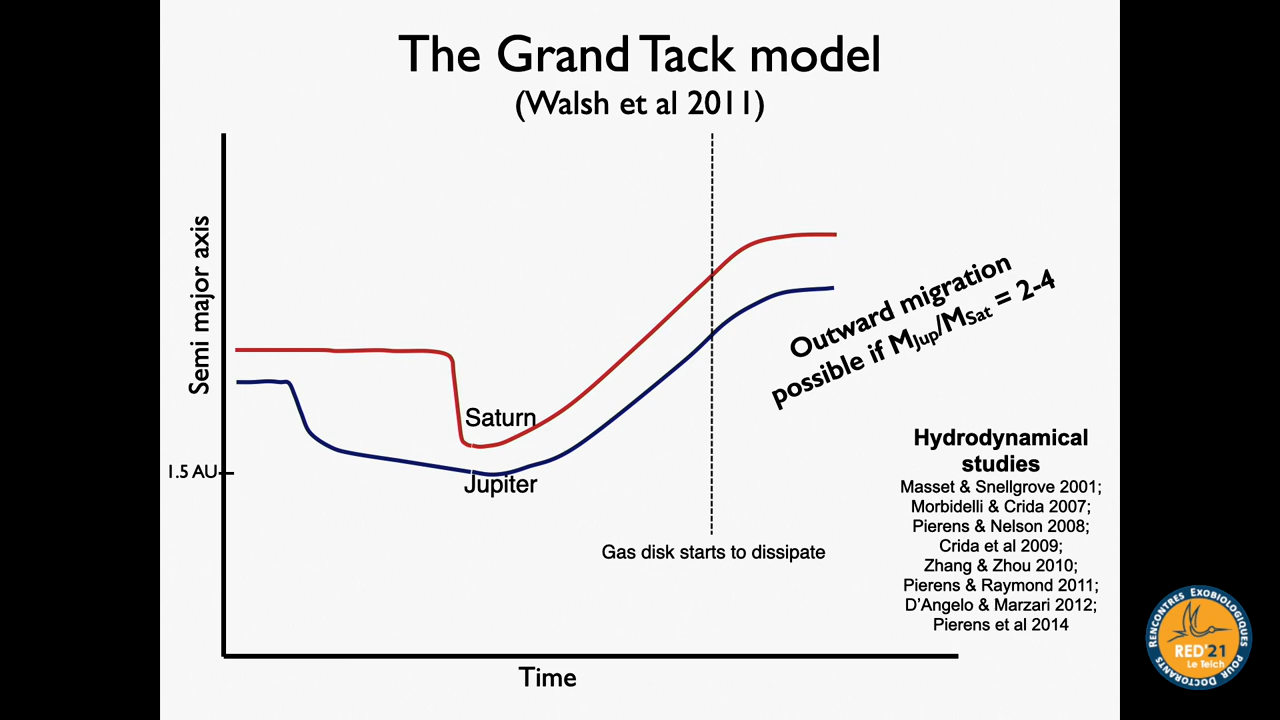 The Grand Tack model
(Walsh et al 2011)
Semi major axis
1.5 AU
Saturn
Jupiter
Gas disk starts to dissipate
Time
Outward migration
possible if MJup/MSat = 2-4
Hydrodynamical
studies
Masset & Snellgrove 2001;
Morbidelli & Crida 2007;
Pierens & Nelson 2008;
Crida et al 2009;
Zhang & Zhou 2010;
Pierens & Raymond 2011;
D'Angelo & Marzari 2012;
Pierens et al 2014
RENCONTRES EXOBIOLOGIQUES
POUR DOCTORANTS
RED'21
Le Teich